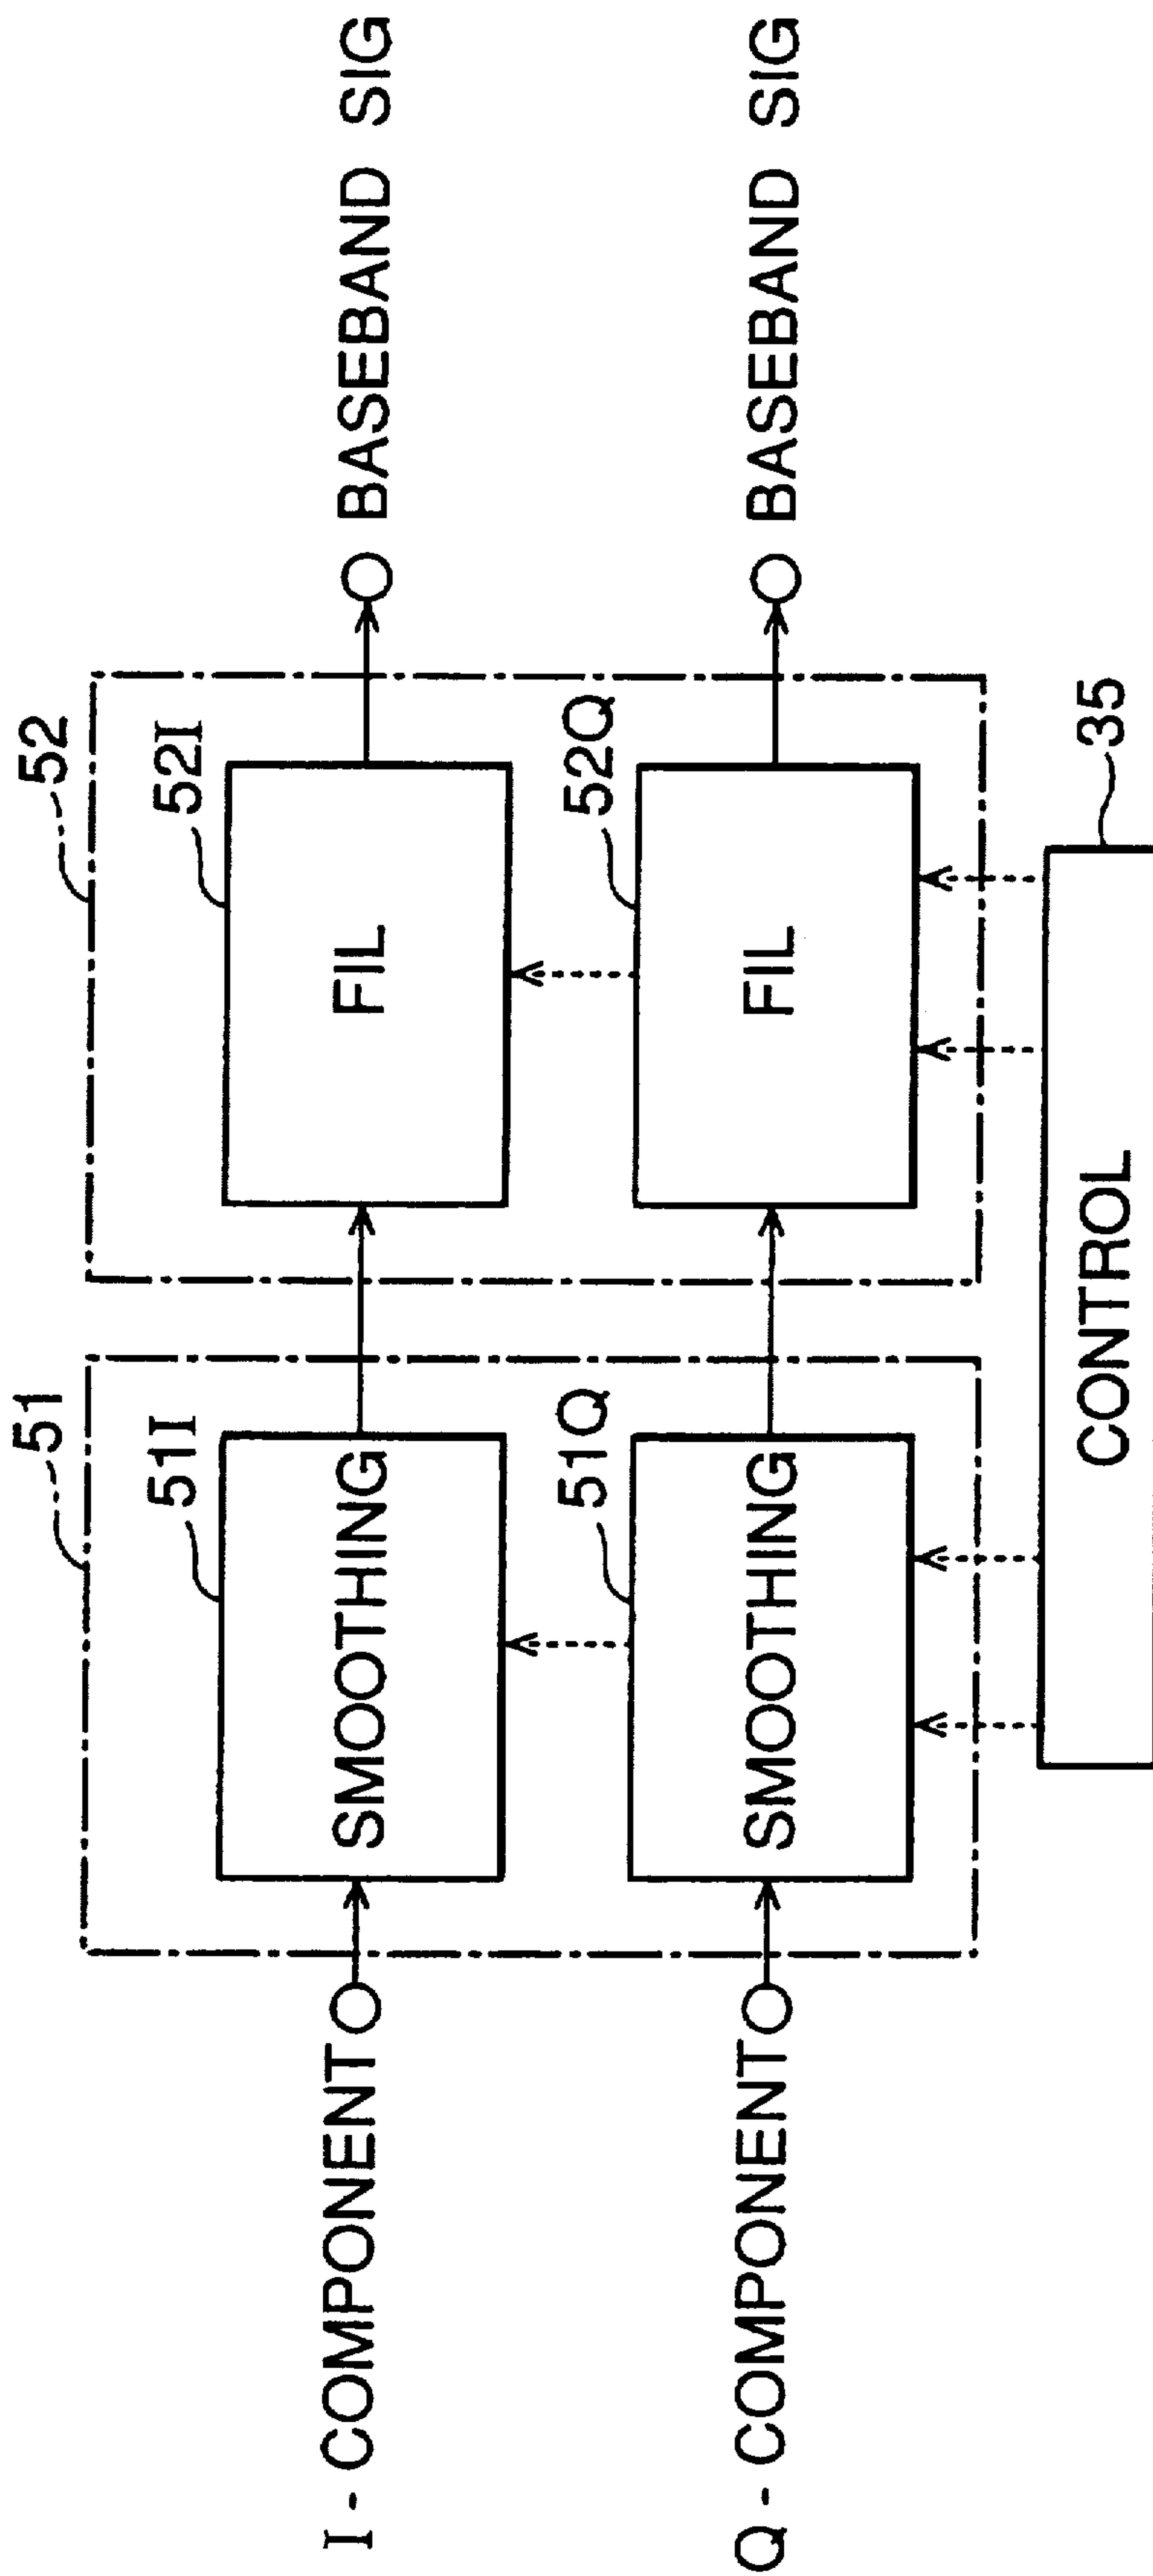 51
52
51I
52I
I - COMPONENT
SMOOTHING
FIL
BASEBAND SIG
51Q
52Q
Q - COMPONENT
SMOOTHING
FIL
BASEBAND SIG
CONTROL
35